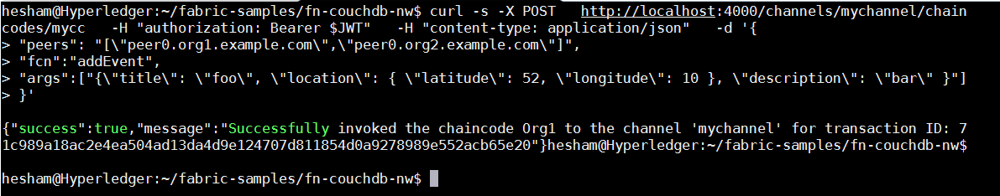 hesham@Hyperledger:~/fabric-samples/fn-couchdb-nw$ curl -s -X POST   http://localhost:4000/channels/mychannel/chain
codes/mycc   -H "authorization: Bearer $JWT"   -H "content-type: application/json"   -d '{
> "peers": "[\"peer0.org1.example.com\",\"peer0.org2.example.com\"]",
> "fcn":"addEvent",
> "args":["{\"title\": \"foo\", \"location\": { \"latitude\": 52, \"longitude\": 10 }, \"description\": \"bar\" }"]
> }'
{"success":true,"message":"Successfully invoked the chaincode Org1 to the channel 'mychannel' for transaction ID: 7
1c989a18ac2e4ea504ad13da4d9e124707d811854d0a9278989e552acb65e20"}hesham@Hyperledger:~/fabric-samples/fn-couchdb-nw$
hesham@Hyperledger:~/fabric-samples/fn-couchdb-nw$